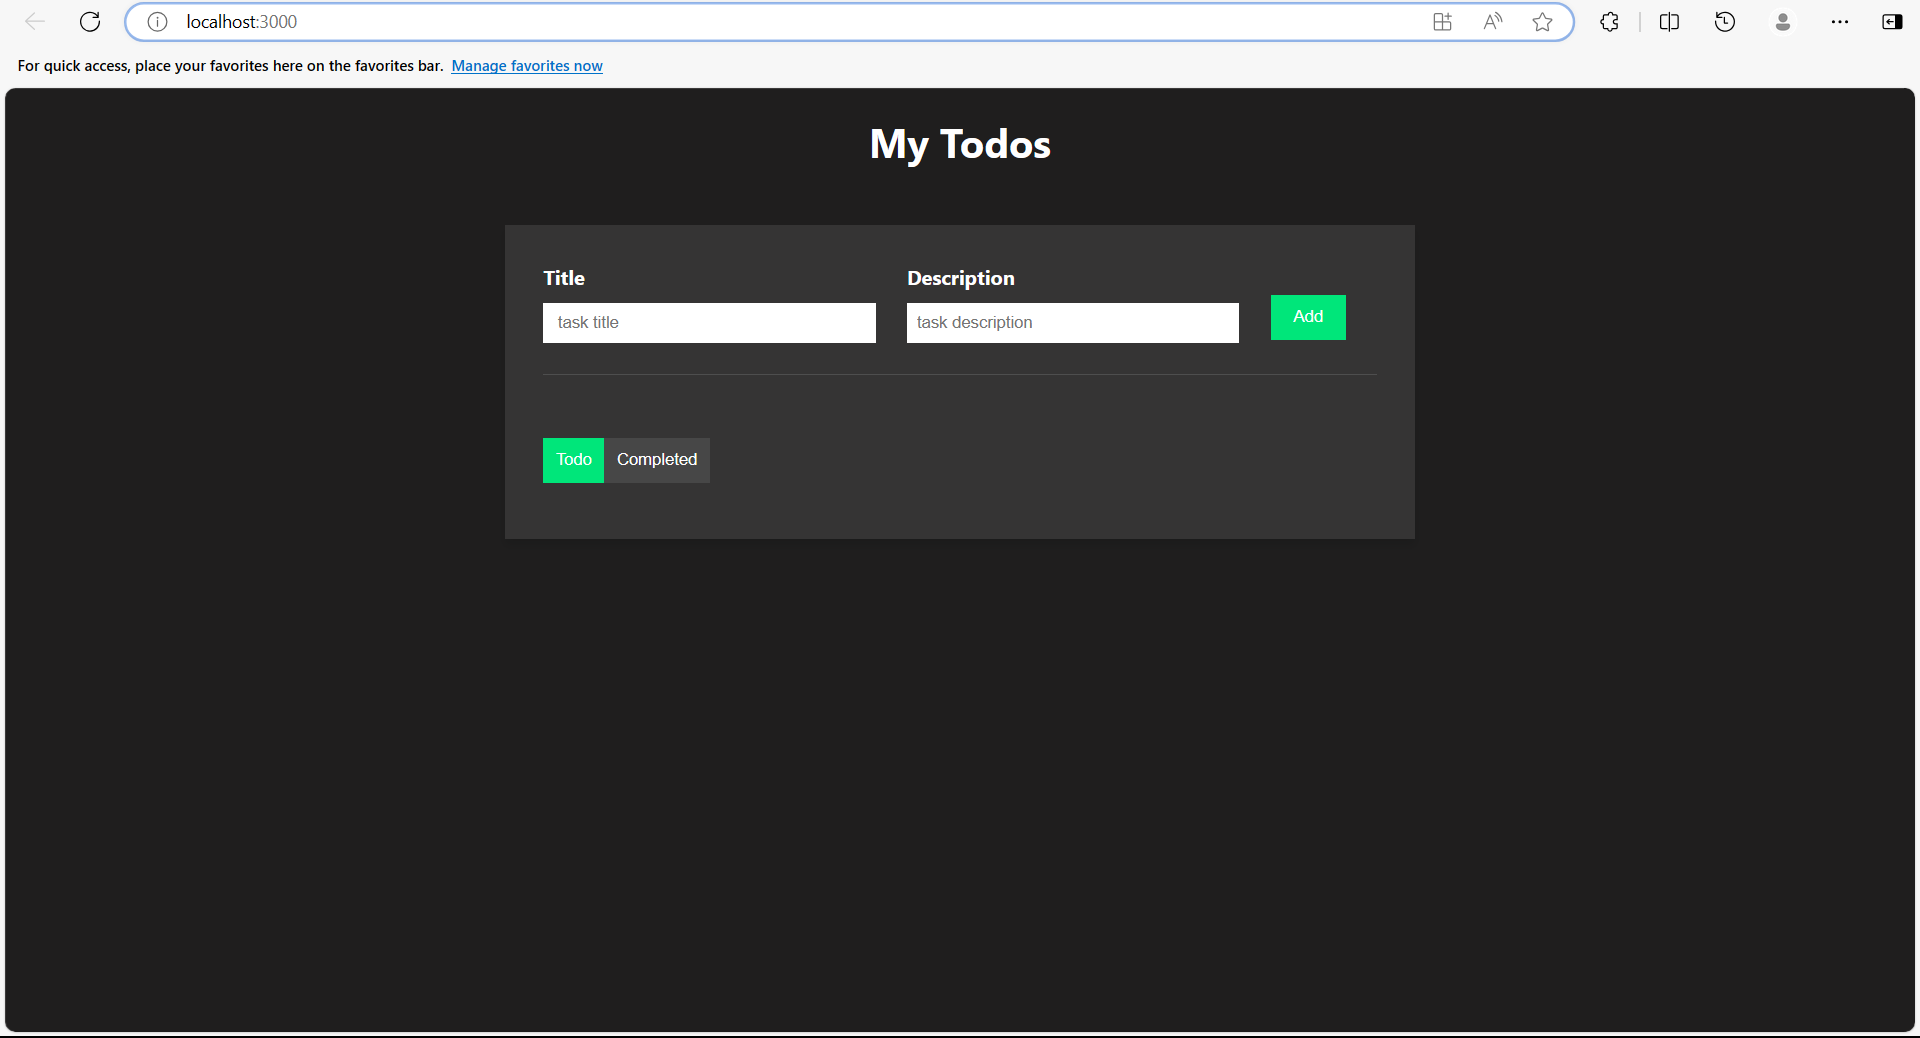 localhost:3000
For quick access, place your favorites here on the favorites bar. Manage favorites now
My Todos
Title Description
task title task description Add
Todo Completed